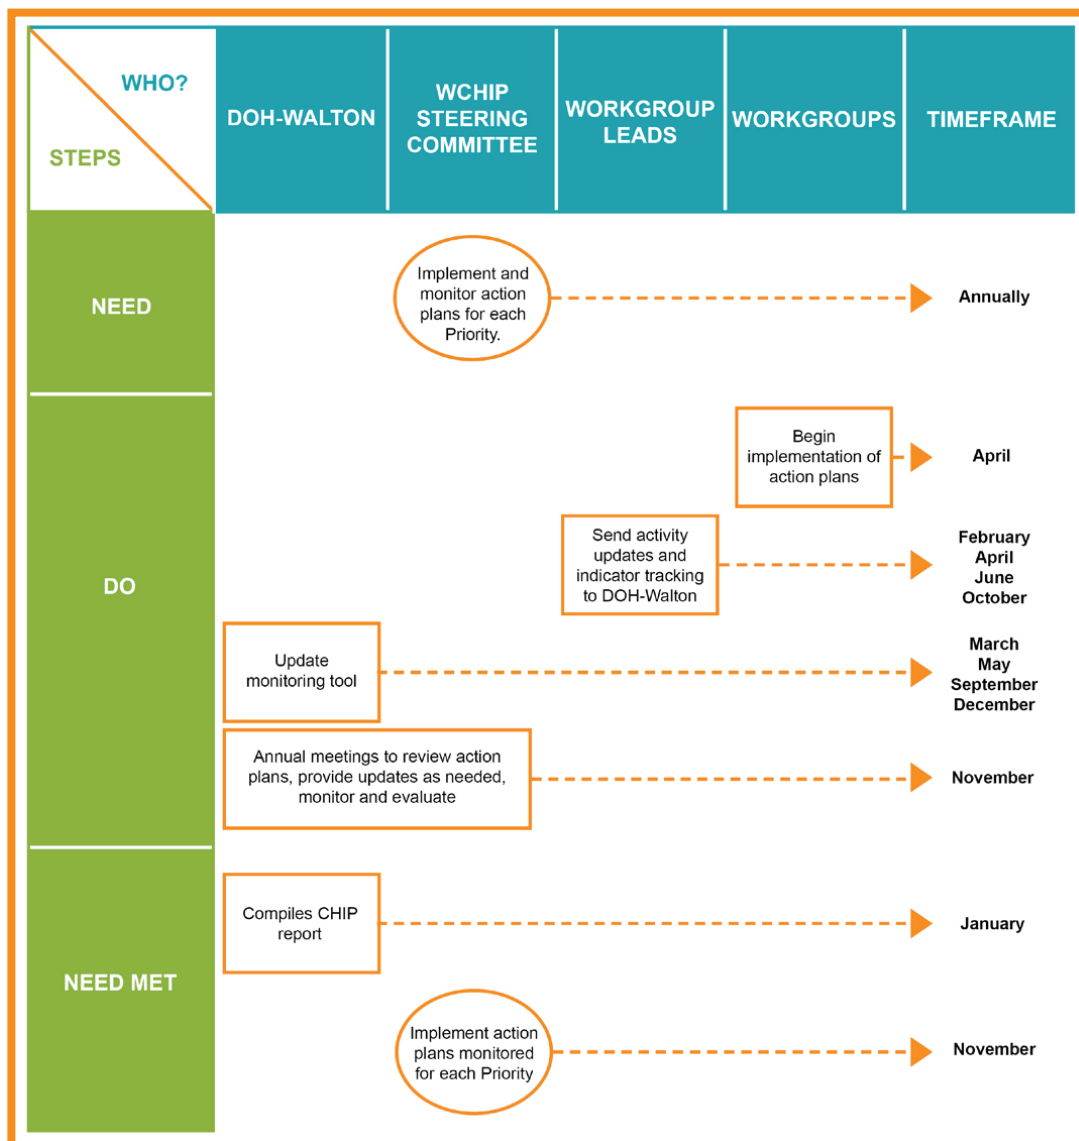 WHO?
STEPS
DOH-WALTON
WCHIP
STEERING
COMMITTEE
WORKGROUP
LEADS
WORKGROUPS
TIMEFRAME
NEED
Implement and
monitor action
plans for each
Priority.
Annually
DO
Begin
implementation of
action plans
April
Send activity
updates and
indicator tracking
to DOH-Walton
February
April
June
October
Update
monitoring tool
March
May
September
December
Annual meetings to review action
plans, provide updates as needed,
monitor and evaluate
November
NEED MET
Compiles CHIP
report
January
Implement action
plans monitored
for each Priority
November